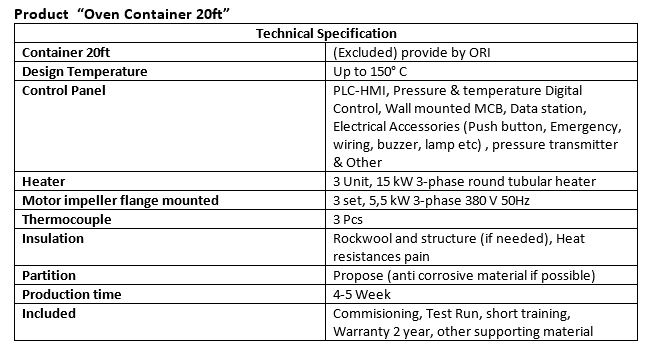 Product “Oven Container 20ft”
Technical Specification
Container 20ft (Excluded) provide by ORI
Design Temperature Up to 150° C
Control Panel PLC-HMI, Pressure & temperature Digital
Control, Wall mounted MCB, Data station,
Electrical Accessories (Push button, Emergency,
wiring, buzzer, lamp etc) , pressure transmitter
& Other
Heater 3 Unit, 15 kW 3-phase round tubular heater
Motor impeller flange mounted 3 set, 5,5 kW 3-phase 380 V 50Hz
Thermocouple 3 Pcs
Insulation Rockwool and structure (if needed), Heat
resistances pain
Partition Propose (anti corrosive material if possible)
Production time 4-5 Week
Included Commisioning, Test Run, short training,
Warranty 2 year, other supporting material